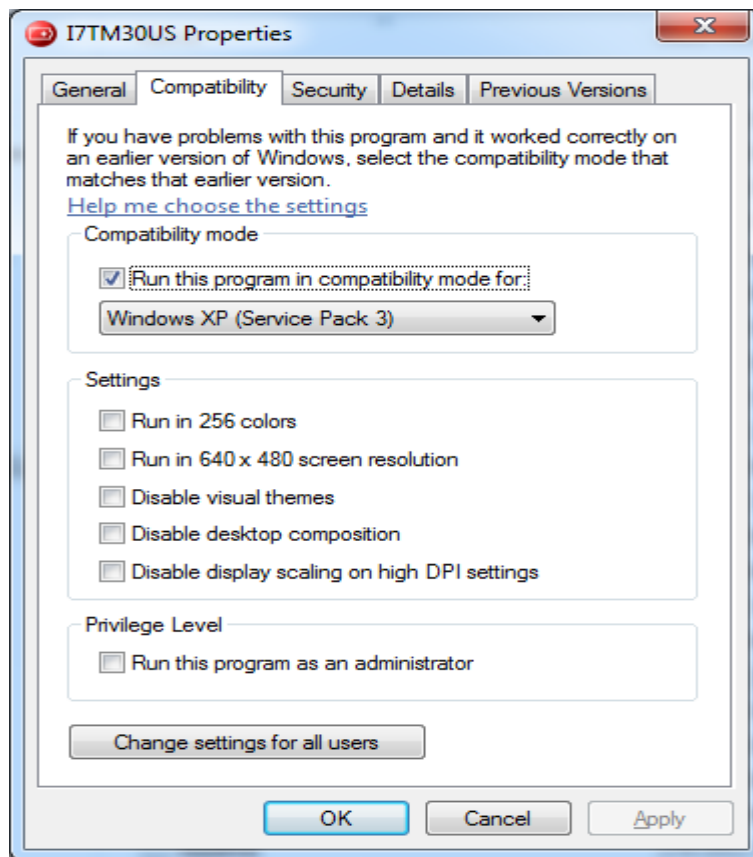 I7TM30US Properties
General
Compatibility
Security
Details
Previous Versions
If you have problems with this program and it worked correctly on
an earlier version of Windows, select the compatibility mode that
matches that earlier version.
Help me choose the settings
Compatibility mode
Run this program in compatibility mode for:
Windows XP (Service Pack 3)
Settings
Run in 256 colors
Run in 640 x 480 screen resolution
Disable visual themes
Disable desktop composition
Disable display scaling on high DPI settings
Privilege Level
Run this program as an administrator
Change settings for all users
OK
Cancel
Apply